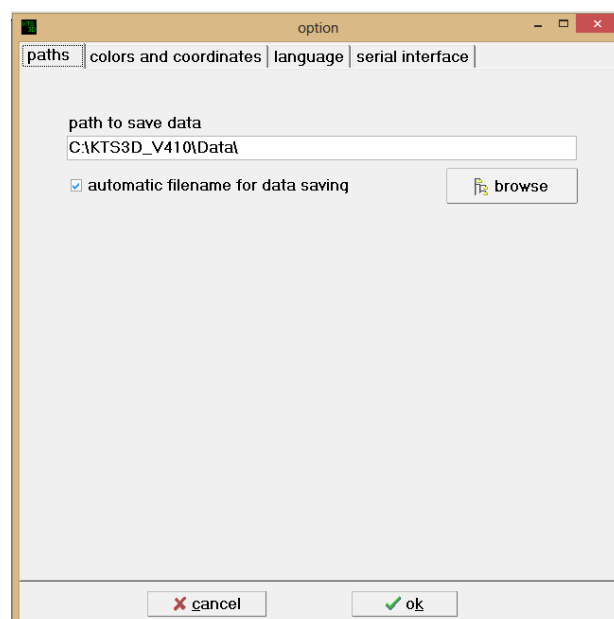 option
paths colors and coordinates language serial interface
path to save data
C:\KTS3D_V410\Data\
automatic filename for data saving
browse
cancel ok